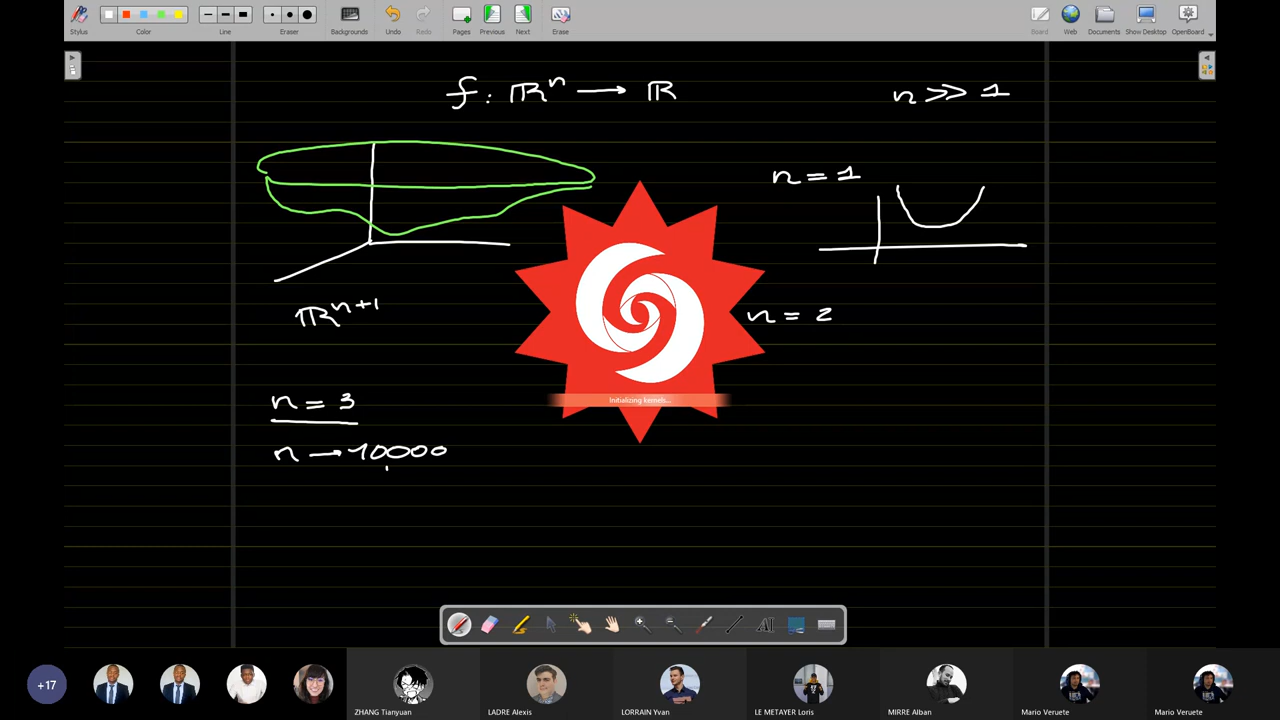 Stylus
Color
Line
Eraser
Backgrounds
Undo
Redo
Pages
Previous
Next
Erase
Board
Web
Documents
Show Desktop
OpenBoard
f : ℝⁿ ⟶ ℝ
n >> 1
n = 1
ℝⁿ⁺¹
n = 2
Initializing kernels...
n = 3
n → 10000
+17
ZHANG Tianyuan
LADRE Alexis
LORRAIN Yvan
LE METAYER Loris
MIRRE Alban
Mario Veruete
Mario Veruete